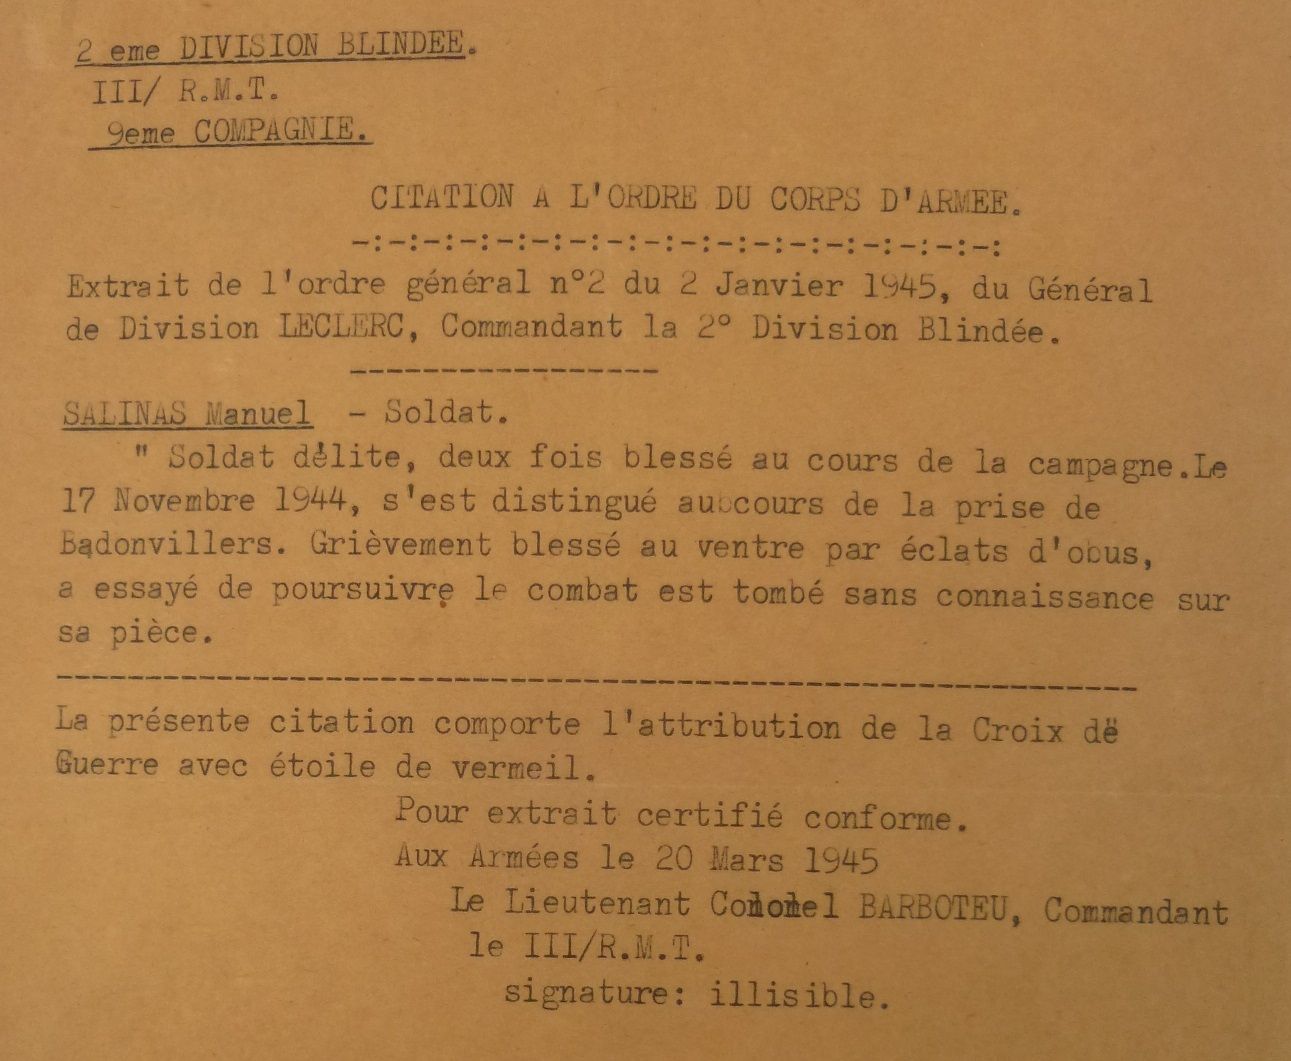 2 eme DIVISION BLINDEE.
III/ R.M.T.
9eme COMPAGNIE.
CITATION A L'ORDRE DU CORPS D'ARMEE.
-:-:-:-:-:-:-:-:-:-:-:-:-:-:-:-:-:-:
Extrait de l'ordre général n°2 du 2 Janvier 1945, du Général
de Division LECLERC, Commandant la 2° Division Blindée.
-----------------
SALINAS Manuel - Soldat.
" Soldat délite, deux fois blessé au cours de la campagne.Le
17 Novembre 1944, s'est distingué au cours de la prise de
Badonvillers. Grièvement blessé au ventre par éclats d'obus,
a essayé de poursuivre le combat est tombé sans connaissance sur
sa pièce.
------------------------------------------------------------
La présente citation comporte l'attribution de la Croix de
Guerre avec étoile de vermeil.
Pour extrait certifié conforme.
Aux Armées le 20 Mars 1945
Le Lieutenant Colonel BARBOTEU, Commandant
le III/R.M.T.
signature: illisible.